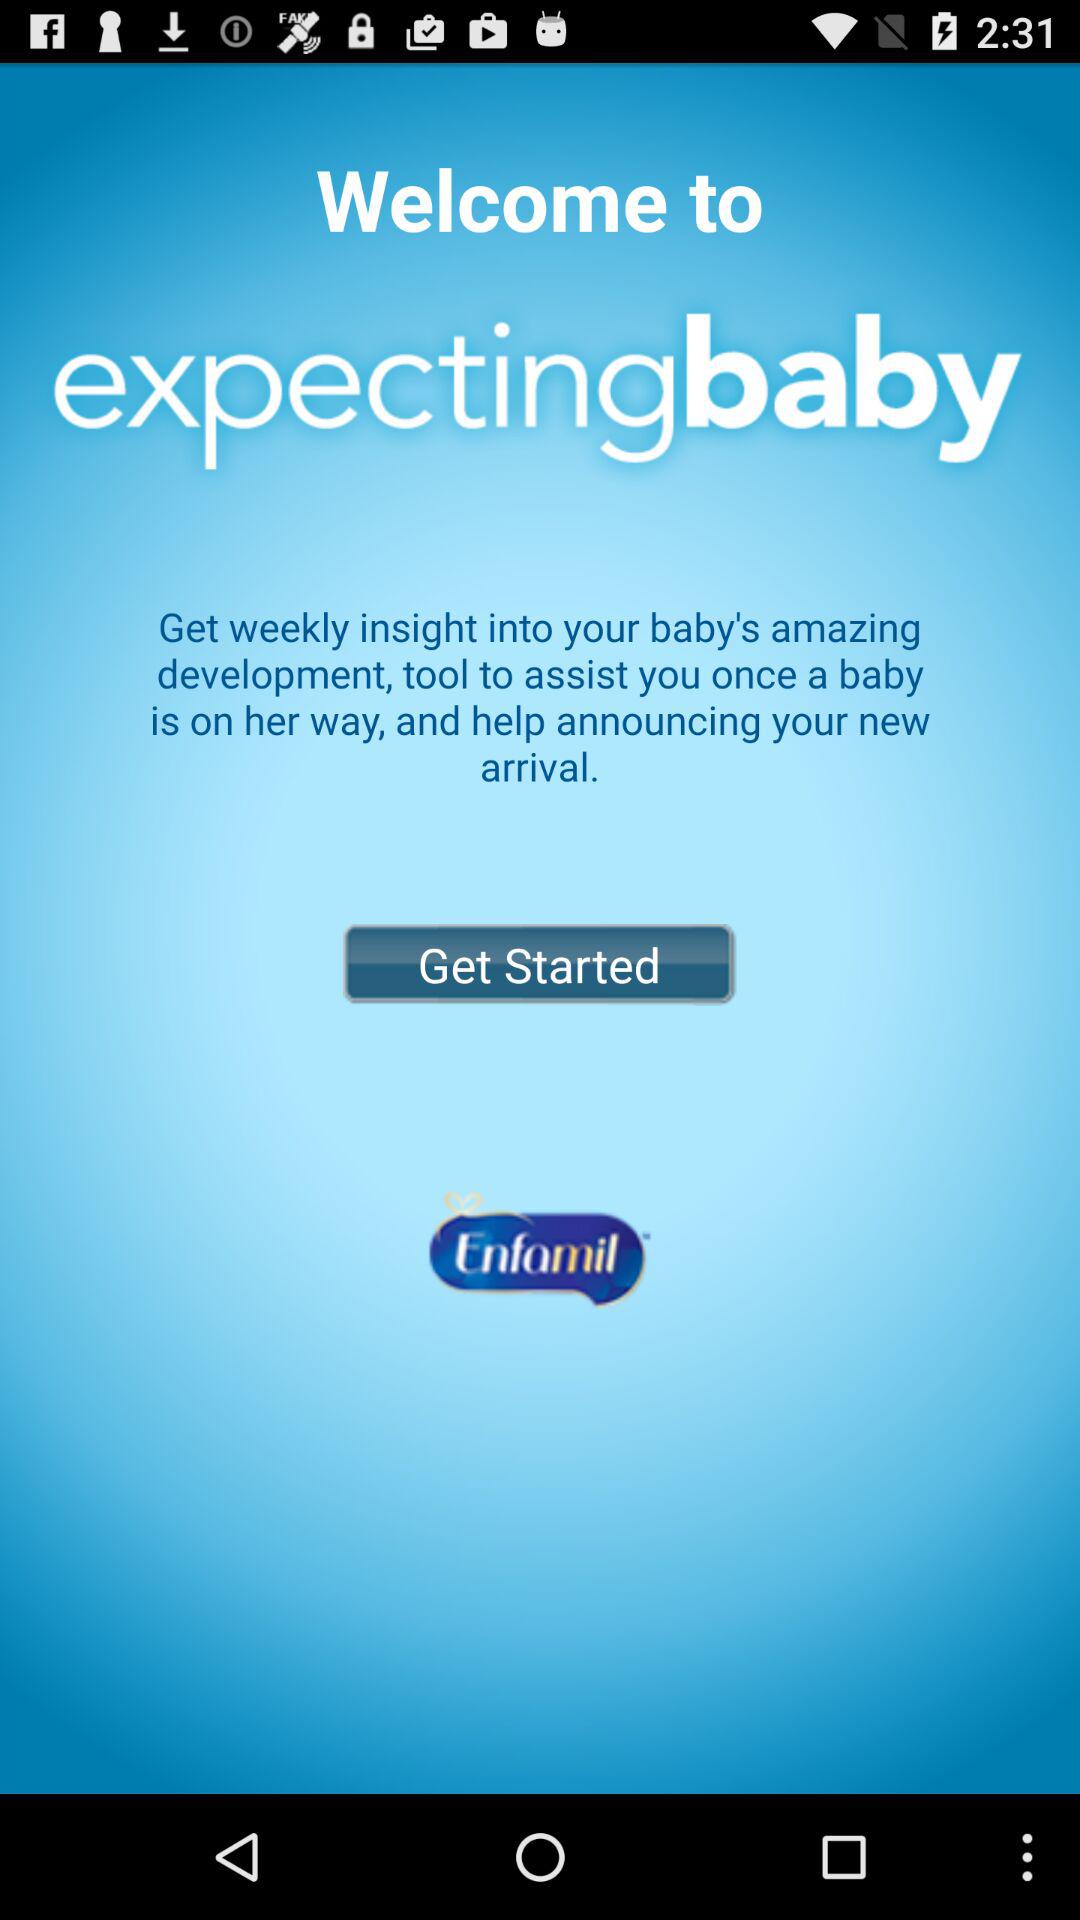 FAKE
2:31
Welcome to
expectingbaby
Get weekly insight into your baby's amazing
development, tool to assist you once a baby
is on her way, and help announcing your new
arrival.
Get Started
Enfamil